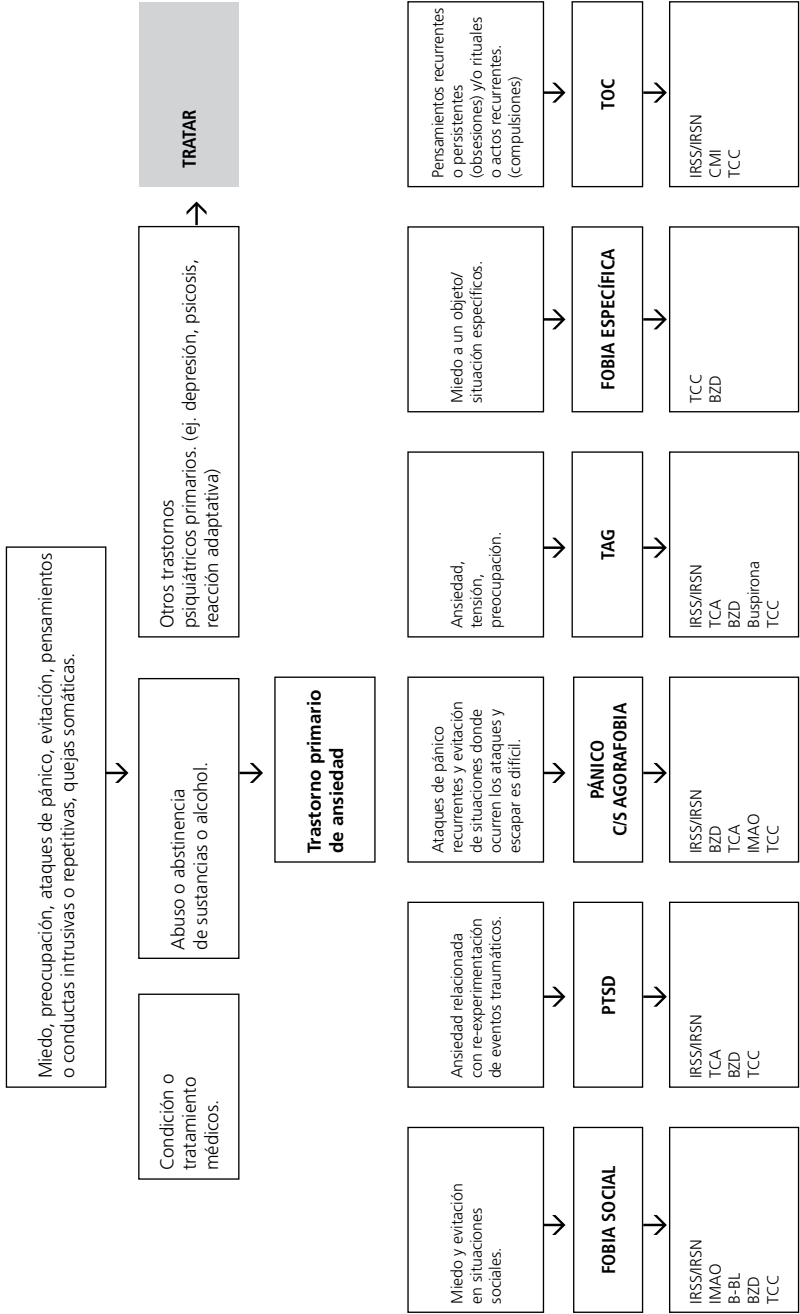 Miedo, preocupación, ataques de pánico, evitación, pensamientos
o conductas intrusivas o repetitivas, quejas somáticas.
Condición o
tratamiento
médicos.
Abuso o abstinencia
de sustancias o alcohol.
Otros trastornos
psiquiátricos primarios. (ej. depresión, psicosis,
reacción adaptativa)
TRATAR
Trastorno primario
de ansiedad
Miedo y evitación
en situaciones
sociales.
FOBIA SOCIAL
IRSS/IRSN
IMAO
B-BL
BZD
TCC
Ansiedad relacionada
con re-experimentación
de eventos traumáticos.
PTSD
IRSS/IRSN
TCA
BZD
TCC
Ataques de pánico
recurrentes y evitación
de situaciones donde
ocurren los ataques y
escapar es difícil.
PÁNICO
C/S AGORAFOBIA
IRSS/IRSN
BZD
TCA
IMAO
TCC
Ansiedad,
tensión,
preocupación.
TAG
IRSS/IRSN
TCA
BZD
Buspirona
TCC
Miedo a un objeto/
situación específicos.
FOBIA ESPECÍFICA
TCC
BZD
Pensamientos recurrentes
o persistentes
(obsesiones) y/o rituales
o actos recurrentes.
(compulsiones)
TOC
IRSS/IRSN
CMI
TCC